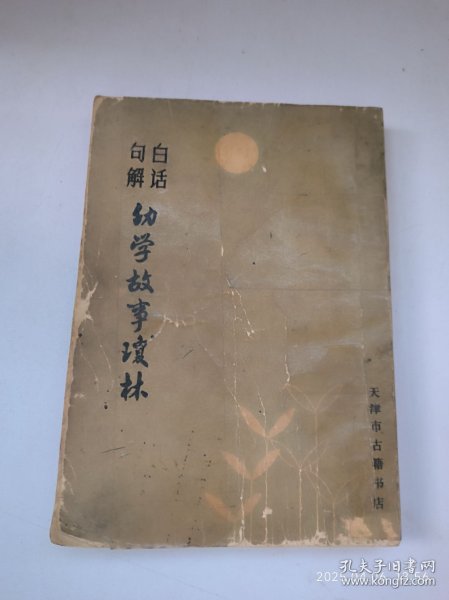 白话
句解
幼学故事琼林
天津市古籍书店
孔夫子旧书网
www.kongfz.com